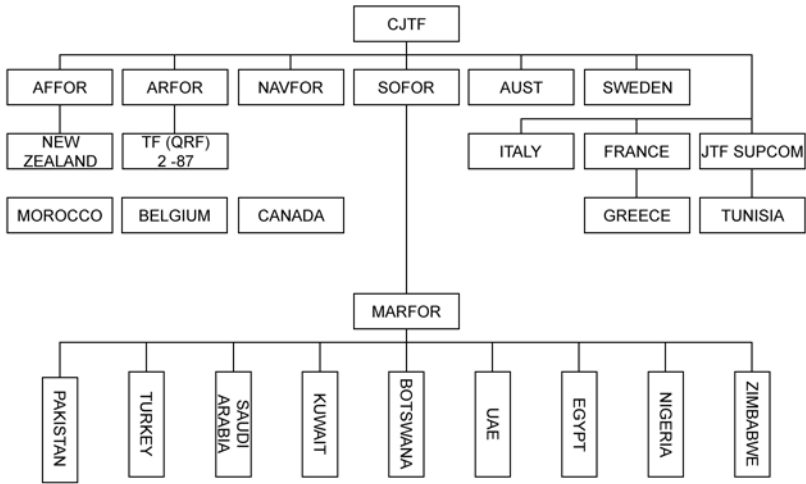 CJTF
AFFOR
ARFOR
NAVFOR
SOFOR
AUST
SWEDEN
NEW
ZEALAND
TF (QRF)
2 -87
ITALY
FRANCE
JTF SUPCOM
MOROCCO
BELGIUM
CANADA
GREECE
TUNISIA
MARFOR
PAKISTAN
TURKEY
SAUDI
ARABIA
KUWAIT
BOTSWANA
UAE
EGYPT
NIGERIA
ZIMBABWE